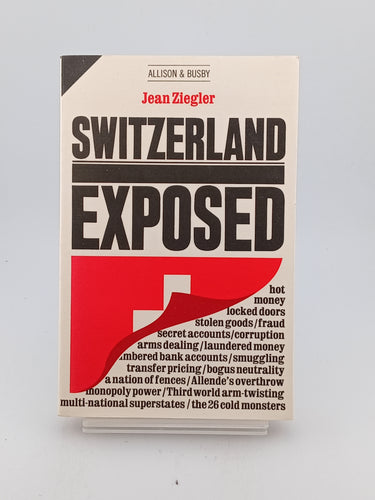 ALLISON & BUSBY
Jean Ziegler
SWITZERLAND
EXPOSED
hot
money
locked doors
stolen goods/fraud
secret accounts/corruption
arms dealing/laundered money
mbered bank accounts/smuggling
transfer pricing/bogus neutrality
a nation of fences/Allende's overthrow
monopoly power/Third world arm-twisting
multi-national superstates/the 26 cold monsters